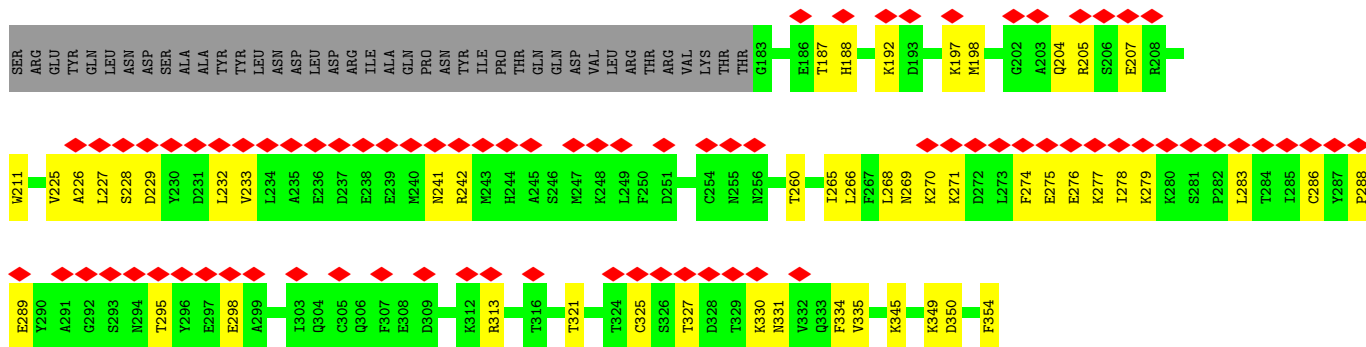 SER ARG GLU TYR GLN LEU ASN ASP SER ALA ALA TYR TYR LEU ASN ASP LEU ASP ARG ILE ALA GLN PRO ASN TYR ILE PRO THR GLN GLN ASP VAL LEU ARG THR ARG VAL LYS THR THR G183 E186 T187 H188 K192 D193 K197 M198 G202 A203 Q204 R205 S206 E207 R208
W211 V225 A226 L227 S228 D229 Y230 D231 L232 V233 L234 A235 E236 D237 E238 E239 M240 N241 R242 M243 H244 A245 S246 M247 K248 L249 F250 D251 C254 N255 N256 T260 I265 L266 F267 L268 N269 K270 K271 D272 L273 F274 E275 E276 K277 I278 K279 K280 S281 P282 L283 T284 I285 C286 Y287 P288
E289 Y290 A291 G292 S293 N294 T295 Y296 E297 E298 A299 I303 Q304 C305 Q306 F307 E308 D309 K312 R313 T316 T321 T324 C325 S326 T327 D328 T329 K330 N331 V332 Q333 F334 V335 K345 K349 D350 F354